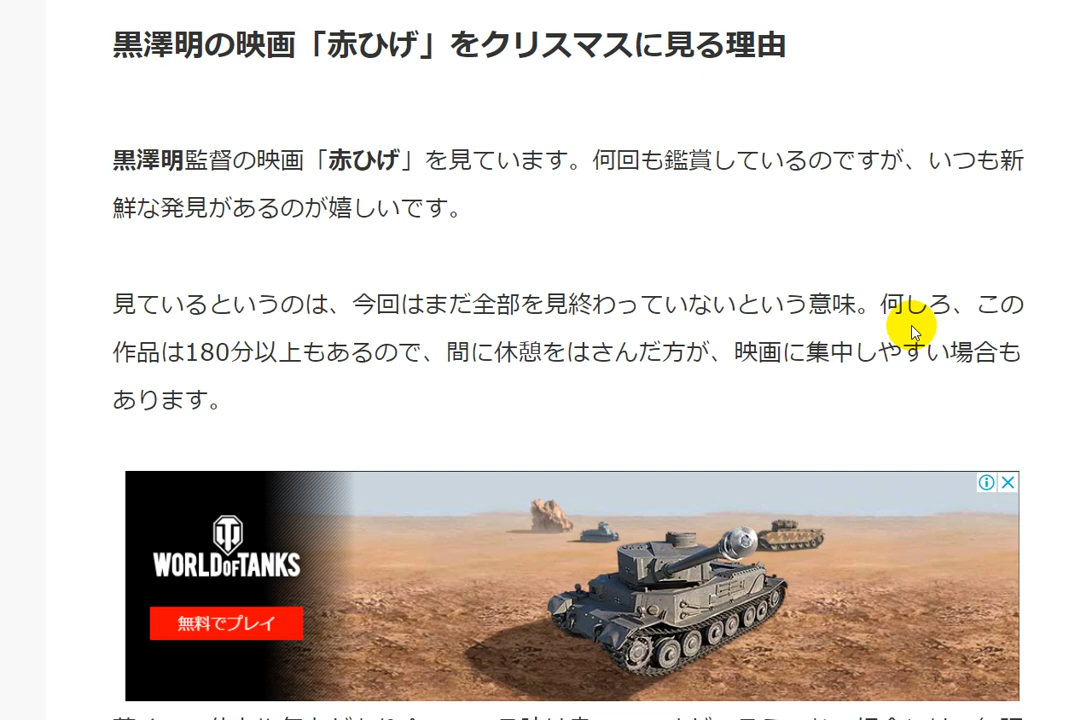 黒澤明の映画「赤ひげ」をクリスマスに見る理由
黒澤明監督の映画「赤ひげ」を見ています。何回も鑑賞しているのですが、いつも新
鮮な発見があるのが嬉しいです。
見ているというのは、今回はまだ全部を見終わっていないという意味。何しろ、この
作品は180分以上もあるので、間に休憩をはさんだ方が、映画に集中しやすい場合も
あります。
WORLD OF TANKS
無料でプレイ